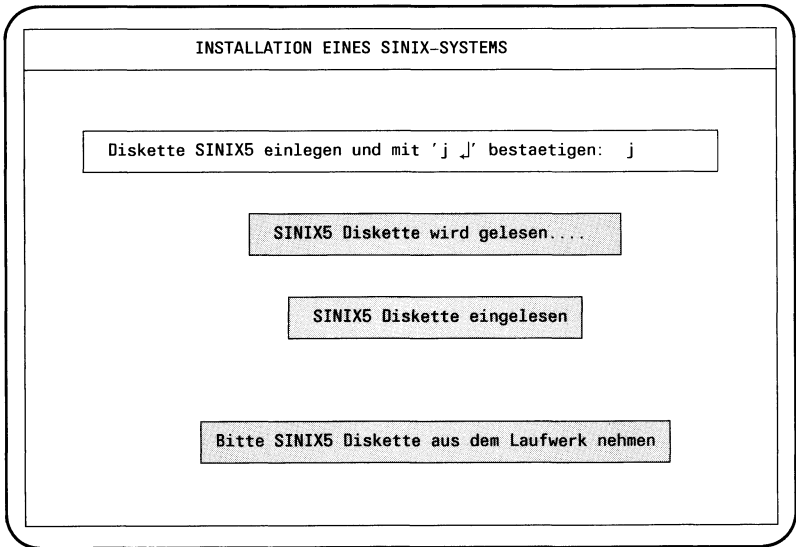 INSTALLATION EINES SINIX-SYSTEMS
Diskette SINIX5 einlegen und mit 'j ↵' bestaetigen: j
SINIX5 Diskette wird gelesen....
SINIX5 Diskette eingelesen
Bitte SINIX5 Diskette aus dem Laufwerk nehmen